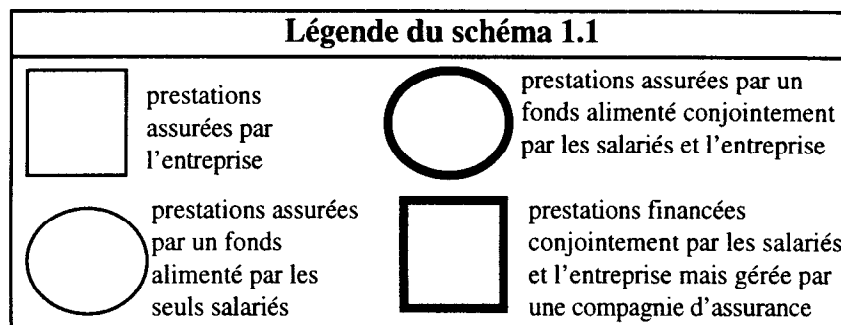 Légende du schéma 1.1
prestations
assurées par
l'entreprise
prestations assurées par un
fonds alimenté conjointement
par les salariés et l'entreprise
prestations assurées
par un fonds
alimenté par les
seuls salariés
prestations financées
conjointement par les salariés
et l'entreprise mais gérée par
une compagnie d'assurance